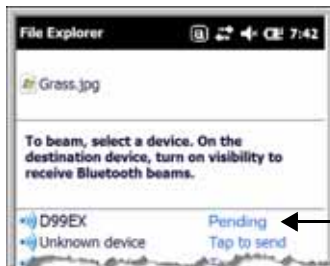 File Explorer 7:42
Grass.jpg
To beam, select a device. On the
destination device, turn on visibility to
receive Bluetooth beams.
D99EX Pending
Unknown device Tap to send